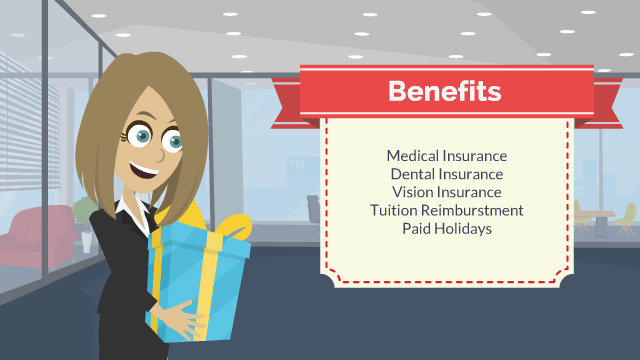 Benefits
Medical Insurance
Dental Insurance
Vision Insurance
Tuition Reimburstment
Paid Holidays